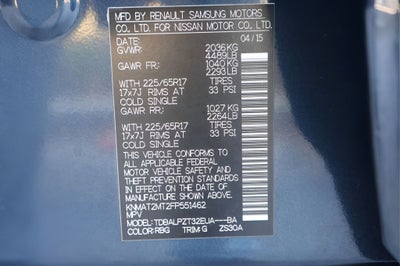 MFD BY RENAULT SAMSUNG MOTORS
CO. LTD. FOR NISSAN MOTOR CO. LTD.
DATE: 04/15
GVWR: 2036KG
4489LB
GAWR FR: 1040KG
2293LB
WITH 225/65R17 TIRES
17x7J RIMS AT 33 PSI
COLD SINGLE
GAWR RR: 1027KG
2264LB
WITH 225/65R17 TIRES
17x7J RIMS AT 33 PSI
COLD SINGLE
THIS VEHICLE CONFORMS TO
ALL APPLICABLE FEDERAL
MOTOR VEHICLE SAFETY
STANDARDS IN EFFECT ON
THE DATE OF MANUFACTURE
SHOWN ABOVE.
KNMAT2MT2FP551462
MPV
MODEL: TDBALPZT32EUA---BA
COLOR: RBG TRIM: G ZS30A